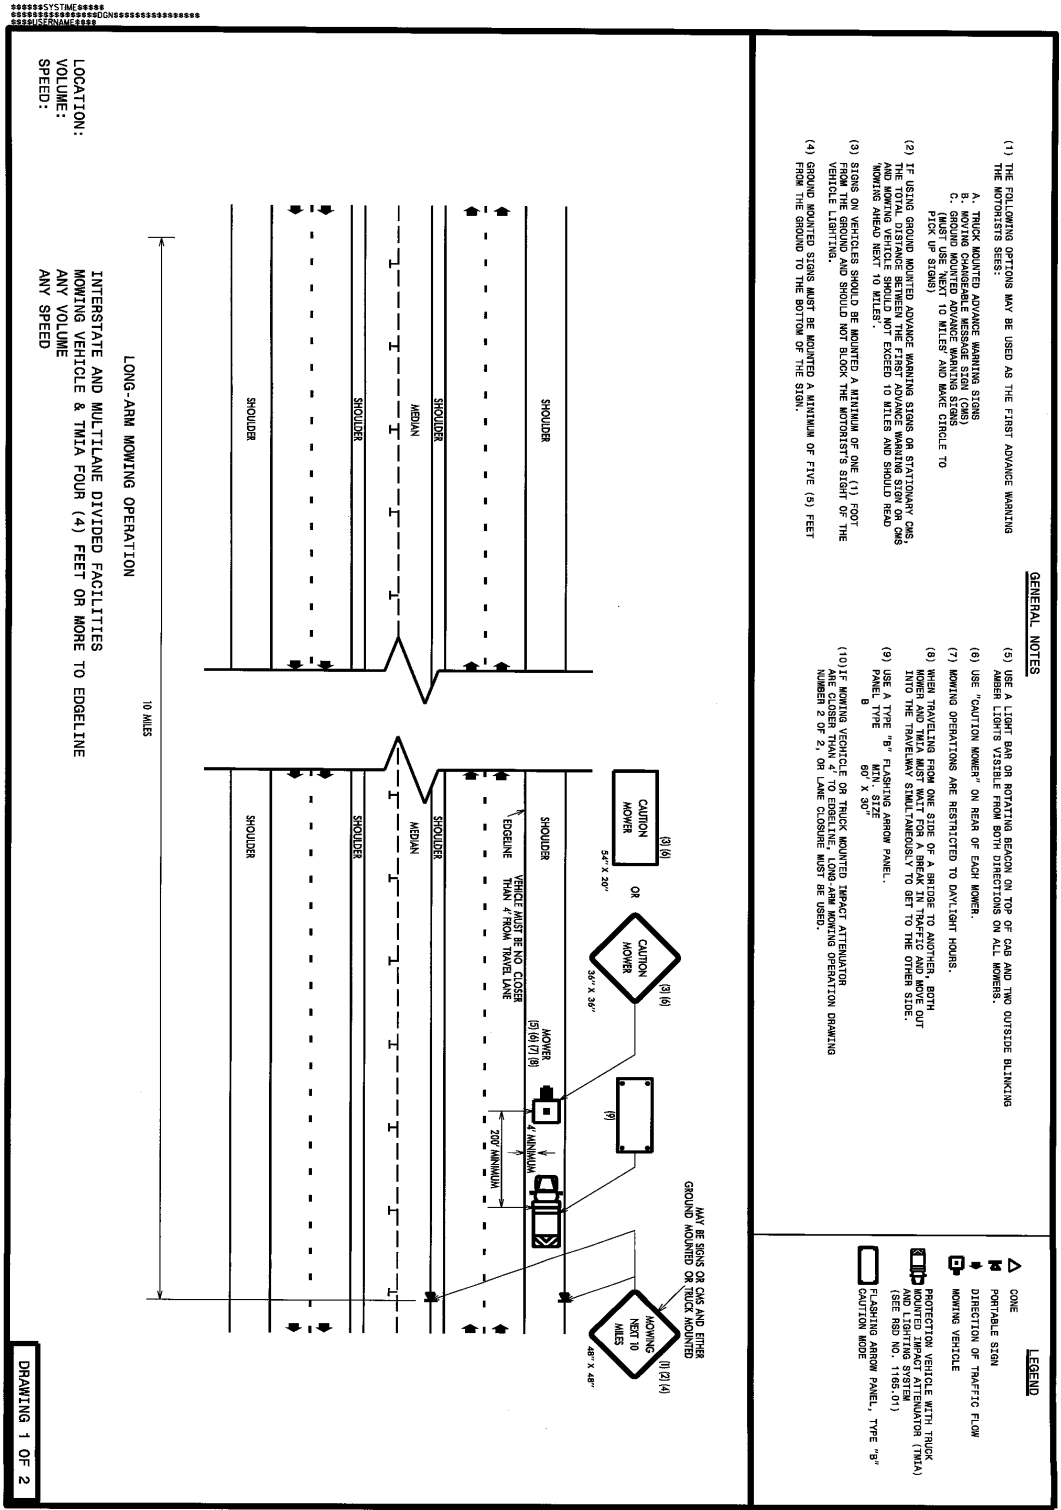 $$$$$$SYSTIME$$$$$
$$$$$$$$$$$$$$$DGN$$$$$$$$$$$$$$$
$$$$USERNAME$$$$
GENERAL NOTES
(1) THE FOLLOWING OPTIONS MAY BE USED AS THE FIRST ADVANCE WARNING
THE MOTORISTS SEES:
A. TRUCK MOUNTED ADVANCE WARNING SIGNS
B. MOVING CHANGEABLE MESSAGE SIGN (CMS)
C. GROUND MOUNTED ADVANCE WARNING SIGNS
(MUST USE 'NEXT 10 MILES' AND MAKE CIRCLE TO
PICK UP SIGNS)
(2) IF USING GROUND MOUNTED ADVANCE WARNING SIGNS OR STATIONARY CMS,
THE TOTAL DISTANCE BETWEEN THE FIRST ADVANCE WARNING SIGN OR CMS
AND MOWING VEHICLE SHOULD NOT EXCEED 10 MILES AND SHOULD READ
'MOWING AHEAD NEXT 10 MILES'.
(3) SIGNS ON VEHICLES SHOULD BE MOUNTED A MINIMUM OF ONE (1) FOOT
FROM THE GROUND AND SHOULD NOT BLOCK THE MOTORIST'S SIGHT OF THE
VEHICLE LIGHTING.
(4) GROUND MOUNTED SIGNS MUST BE MOUNTED A MINIMUM OF FIVE (5) FEET
FROM THE GROUND TO THE BOTTOM OF THE SIGN.
(5) USE A LIGHT BAR OR ROTATING BEACON ON TOP OF CAB AND TWO OUTSIDE BLINKING
AMBER LIGHTS VISIBLE FROM BOTH DIRECTIONS ON ALL MOWERS.
(6) USE "CAUTION MOWER" ON REAR OF EACH MOWER.
(7) MOWING OPERATIONS ARE RESTRICTED TO DAYLIGHT HOURS.
(8) WHEN TRAVELING FROM ONE SIDE OF A BRIDGE TO ANOTHER, BOTH
MOWER AND TMIA MUST WAIT FOR A BREAK IN TRAFFIC AND MOVE OUT
INTO THE TRAVELWAY SIMULTANEOUSLY TO GET TO THE OTHER SIDE.
(9) USE A TYPE "B" FLASHING ARROW PANEL.
PANEL TYPE MIN. SIZE
B 60" X 30"
(10)IF MOWING VECHICLE OR TRUCK MOUNTED IMPACT ATTENUATOR
ARE CLOSER THAN 4' TO EDGELINE, LONG-ARM MOWING OPERATION DRAWING
NUMBER 2 OF 2, OR LANE CLOSURE MUST BE USED.
LEGEND
CONE
PORTABLE SIGN
DIRECTION OF TRAFFIC FLOW
MOWING VEHICLE
PROTECTION VEHICLE WITH TRUCK
MOUNTED IMPACT ATTENUATOR (TMIA)
AND LIGHTING SYSTEM
(SEE RSD NO. 1165.01)
FLASHING ARROW PANEL, TYPE "B"
CAUTION MODE
MAY BE SIGNS OR CMS AND EITHER
GROUND MOUNTED OR TRUCK MOUNTED
(3) (6)
CAUTION
MOWER
54" X 20"
OR
(3) (6)
CAUTION
MOWER
36" X 36"
(9)
(1) (2) (4)
MOWING
NEXT 10
MILES
48" X 48"
SHOULDER
SHOULDER
MOWER
(5) (6) (7) (8)
4' MINIMUM
200' MINIMUM
EDGELINE
VEHICLE MUST BE NO CLOSER
THAN 4' FROM TRAVEL LANE
SHOULDER
SHOULDER
MEDIAN
MEDIAN
SHOULDER
SHOULDER
SHOULDER
SHOULDER
10 MILES
LONG-ARM MOWING OPERATION
INTERSTATE AND MULTILANE DIVIDED FACILITIES
LOCATION:
MOWING VEHICLE & TMIA FOUR (4) FEET OR MORE TO EDGELINE
VOLUME:
ANY VOLUME
SPEED:
ANY SPEED
DRAWING 1 OF 2